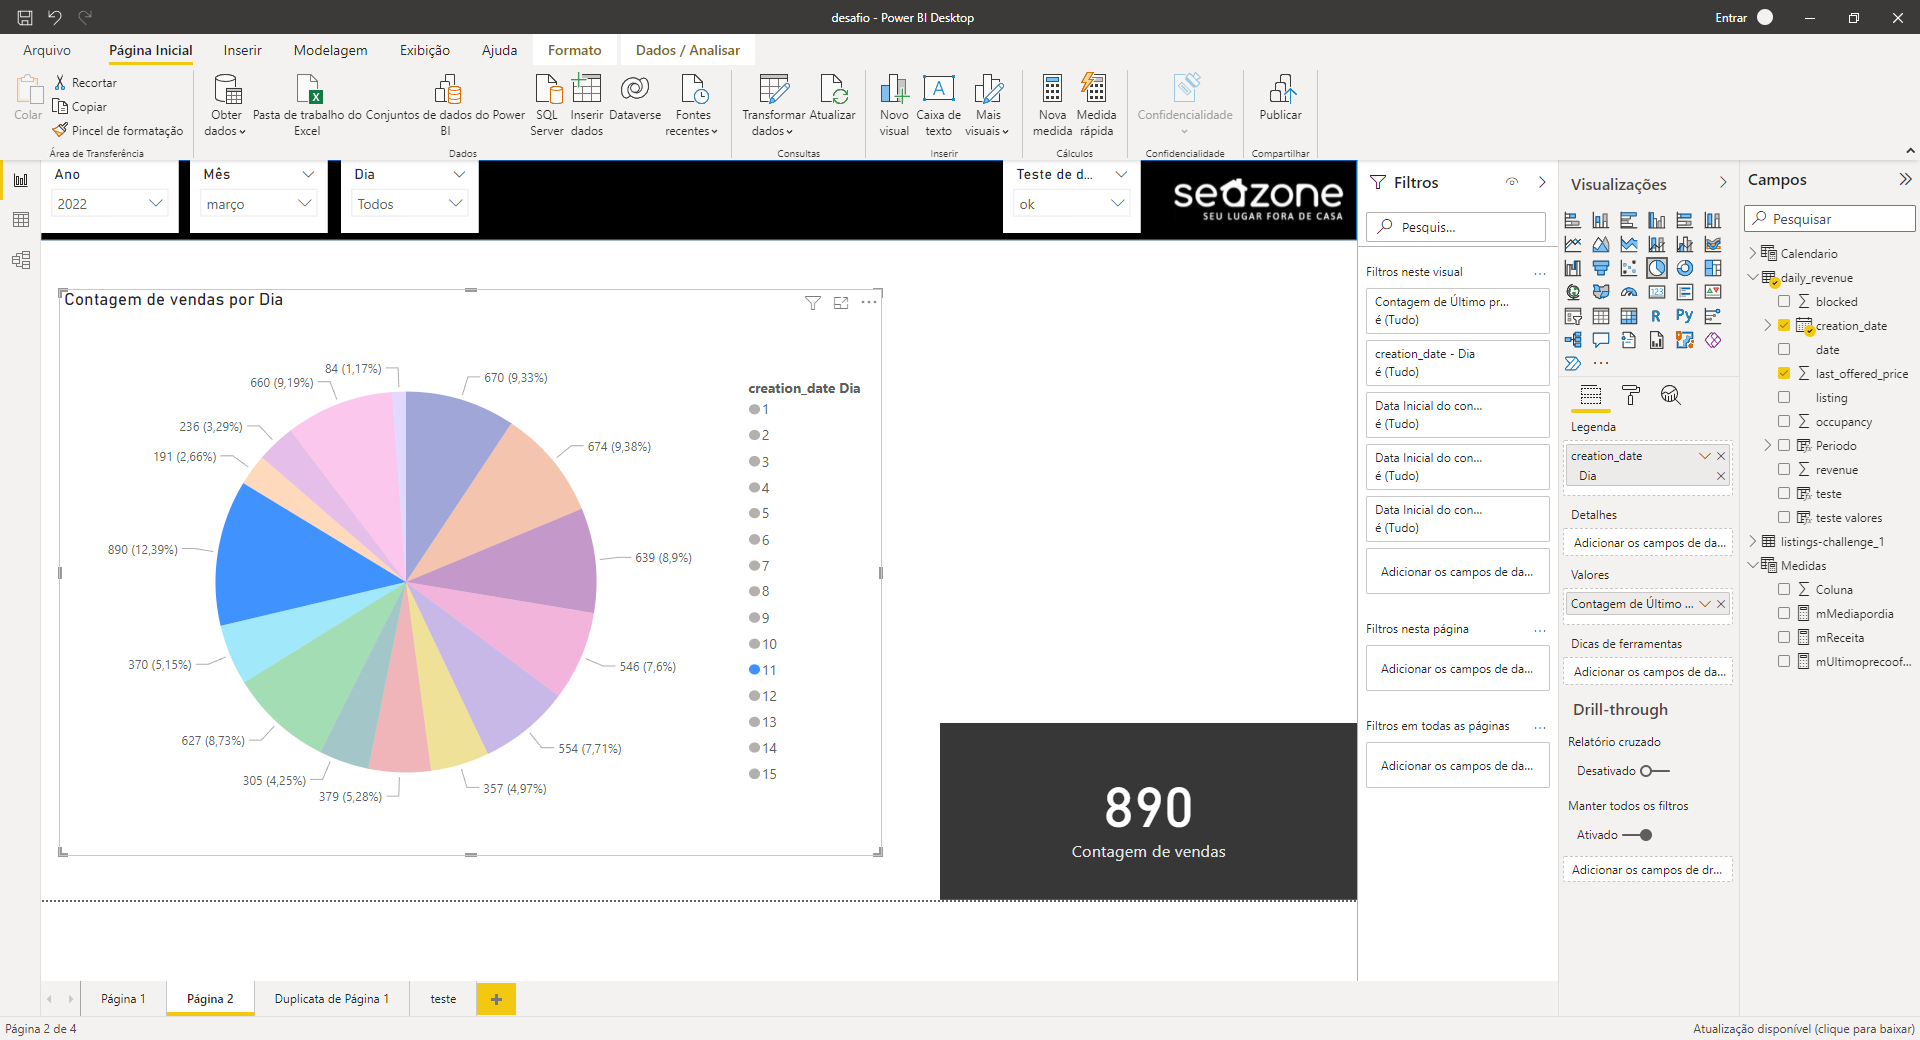 desafio - Power BI Desktop
Entrar
Arquivo
Página Inicial
Inserir
Modelagem
Exibição
Ajuda
Formato
Dados / Analisar
Colar
Recortar
Copiar
Pincel de formatação
Área de Transferência
Obter dados
Pasta de trabalho do Excel
Conjuntos de dados do Power BI
SQL Server
Inserir dados
Dataverse
Fontes recentes
Dados
Transformar dados
Atualizar
Consultas
Novo visual
Caixa de texto
A
Mais visuais
Inserir
Nova medida
Medida rápida
Cálculos
Confidencialidade
Confidencialidade
Publicar
Compartilhar
Ano
2022
Mês
março
Dia
Todos
Teste de d...
ok
seazone
SEU LUGAR FORA DE CASA
Contagem de vendas por Dia
84 (1,17%)
670 (9,33%)
660 (9,19%)
236 (3,29%)
674 (9,38%)
191 (2,66%)
890 (12,39%)
639 (8,9%)
370 (5,15%)
546 (7,6%)
627 (8,73%)
554 (7,71%)
305 (4,25%)
379 (5,28%)
357 (4,97%)
creation_date Dia
1
2
3
4
5
6
7
8
9
10
11
12
13
14
15
890
Contagem de vendas
Filtros
Pesquis...
Filtros neste visual
...
Contagem de Último pr...
é (Tudo)
creation_date - Dia
é (Tudo)
Data Inicial do con...
é (Tudo)
Data Inicial do con...
é (Tudo)
Data Inicial do con...
é (Tudo)
Adicionar os campos de da...
Filtros nesta página
...
Adicionar os campos de da...
Filtros em todas as páginas
...
Adicionar os campos de da...
Visualizações
123
R
Py
...
Legenda
creation_date
Dia
Detalhes
Adicionar os campos de da...
Valores
Contagem de Último ...
Dicas de ferramentas
Adicionar os campos de da...
Drill-through
Relatório cruzado
Desativado
Manter todos os filtros
Ativado
Adicionar os campos de dr...
Campos
Pesquisar
Calendario
daily_revenue
blocked
creation_date
date
last_offered_price
listing
occupancy
Periodo
revenue
teste
teste valores
listings-challenge_1
Medidas
Coluna
mMediapordia
mReceita
mUltimoprecoof...
Página 1
Página 2
Duplicata de Página 1
teste
+
Página 2 de 4
Atualização disponível (clique para baixar)